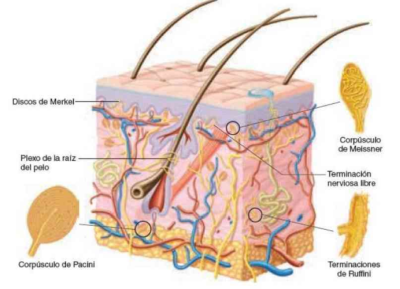 Discos de Merkel
Plexo de la raíz
del pelo
Corpúsculo de Pacini
Corpúsculo
de Meissner
Terminación
nerviosa libre
Terminaciones
de Ruffini